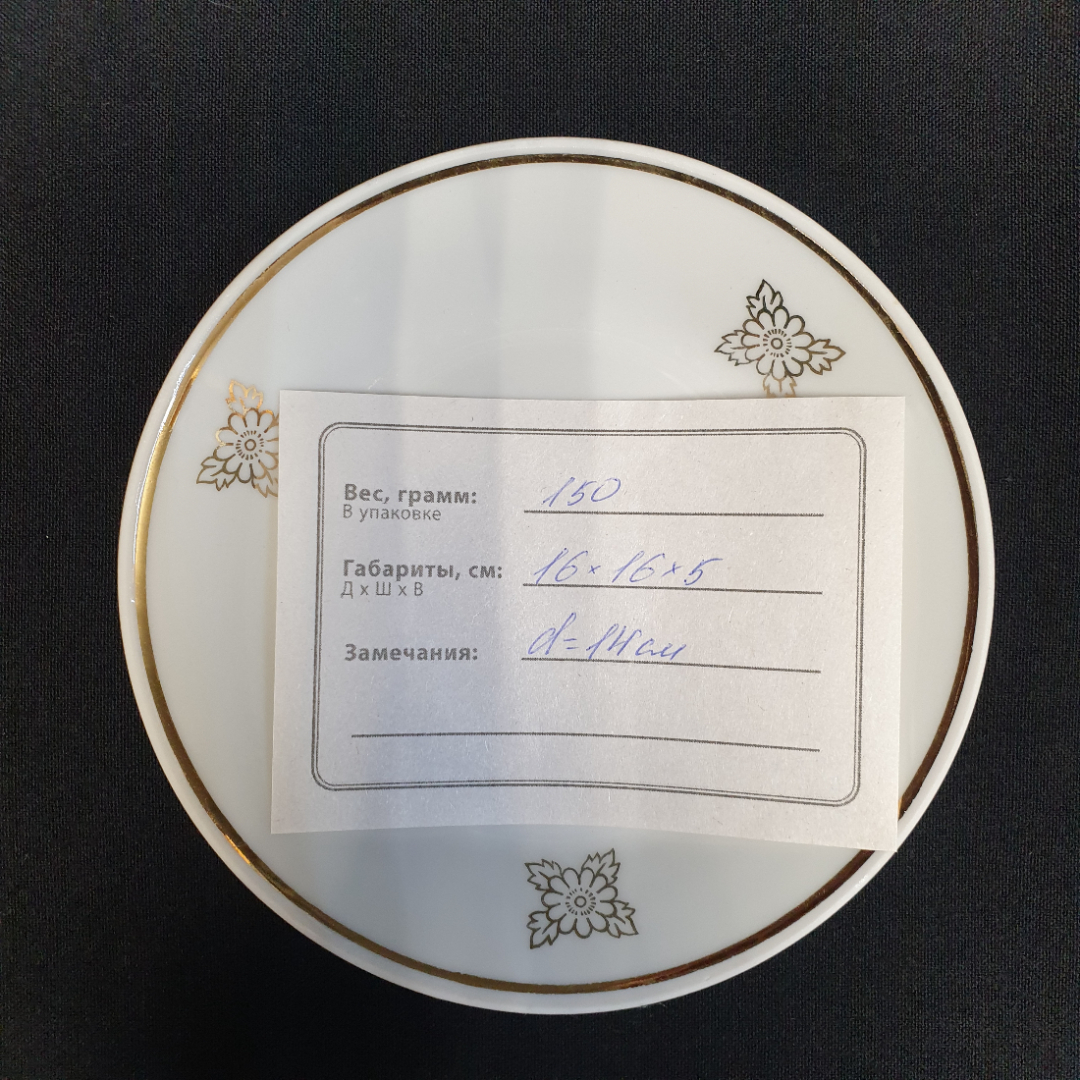 Вес, грамм: 150
В упаковке
Габариты, см: 16×16×5
Д х Ш х В
Замечания: d=14см